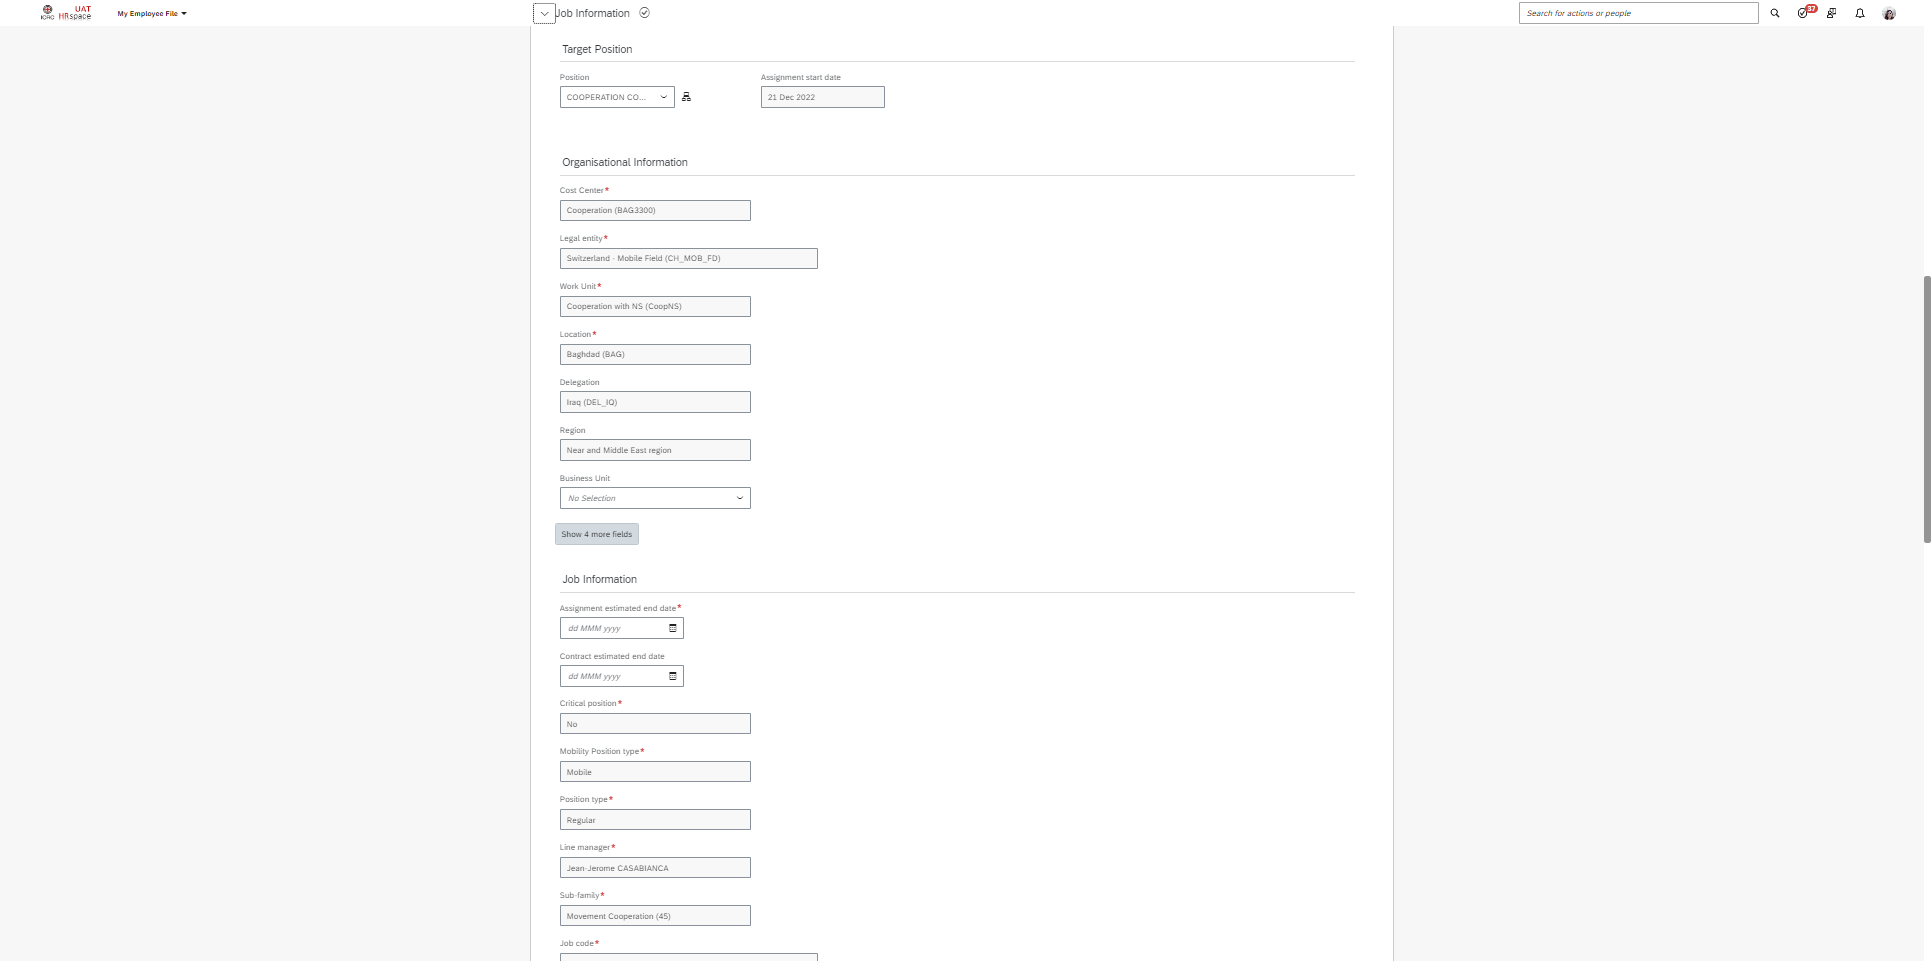 ICRC
UAT
HRspace
My Employee File
Job Information
Search for actions or people
37
Target Position
Position
Assignment start date
COOPERATION CO...
21 Dec 2022
Organisational Information
Cost Center*
Cooperation (BAG3300)
Legal entity*
Switzerland - Mobile Field (CH_MOB_FD)
Work Unit*
Cooperation with NS (CoopNS)
Location*
Baghdad (BAG)
Delegation
Iraq (DEL_IQ)
Region
Near and Middle East region
Business Unit
No Selection
Show 4 more fields
Job Information
Assignment estimated end date*
dd MMM yyyy
Contract estimated end date
dd MMM yyyy
Critical position*
No
Mobility Position type*
Mobile
Position type*
Regular
Line manager*
Jean-Jerome CASABIANCA
Sub-family*
Movement Cooperation (45)
Job code*